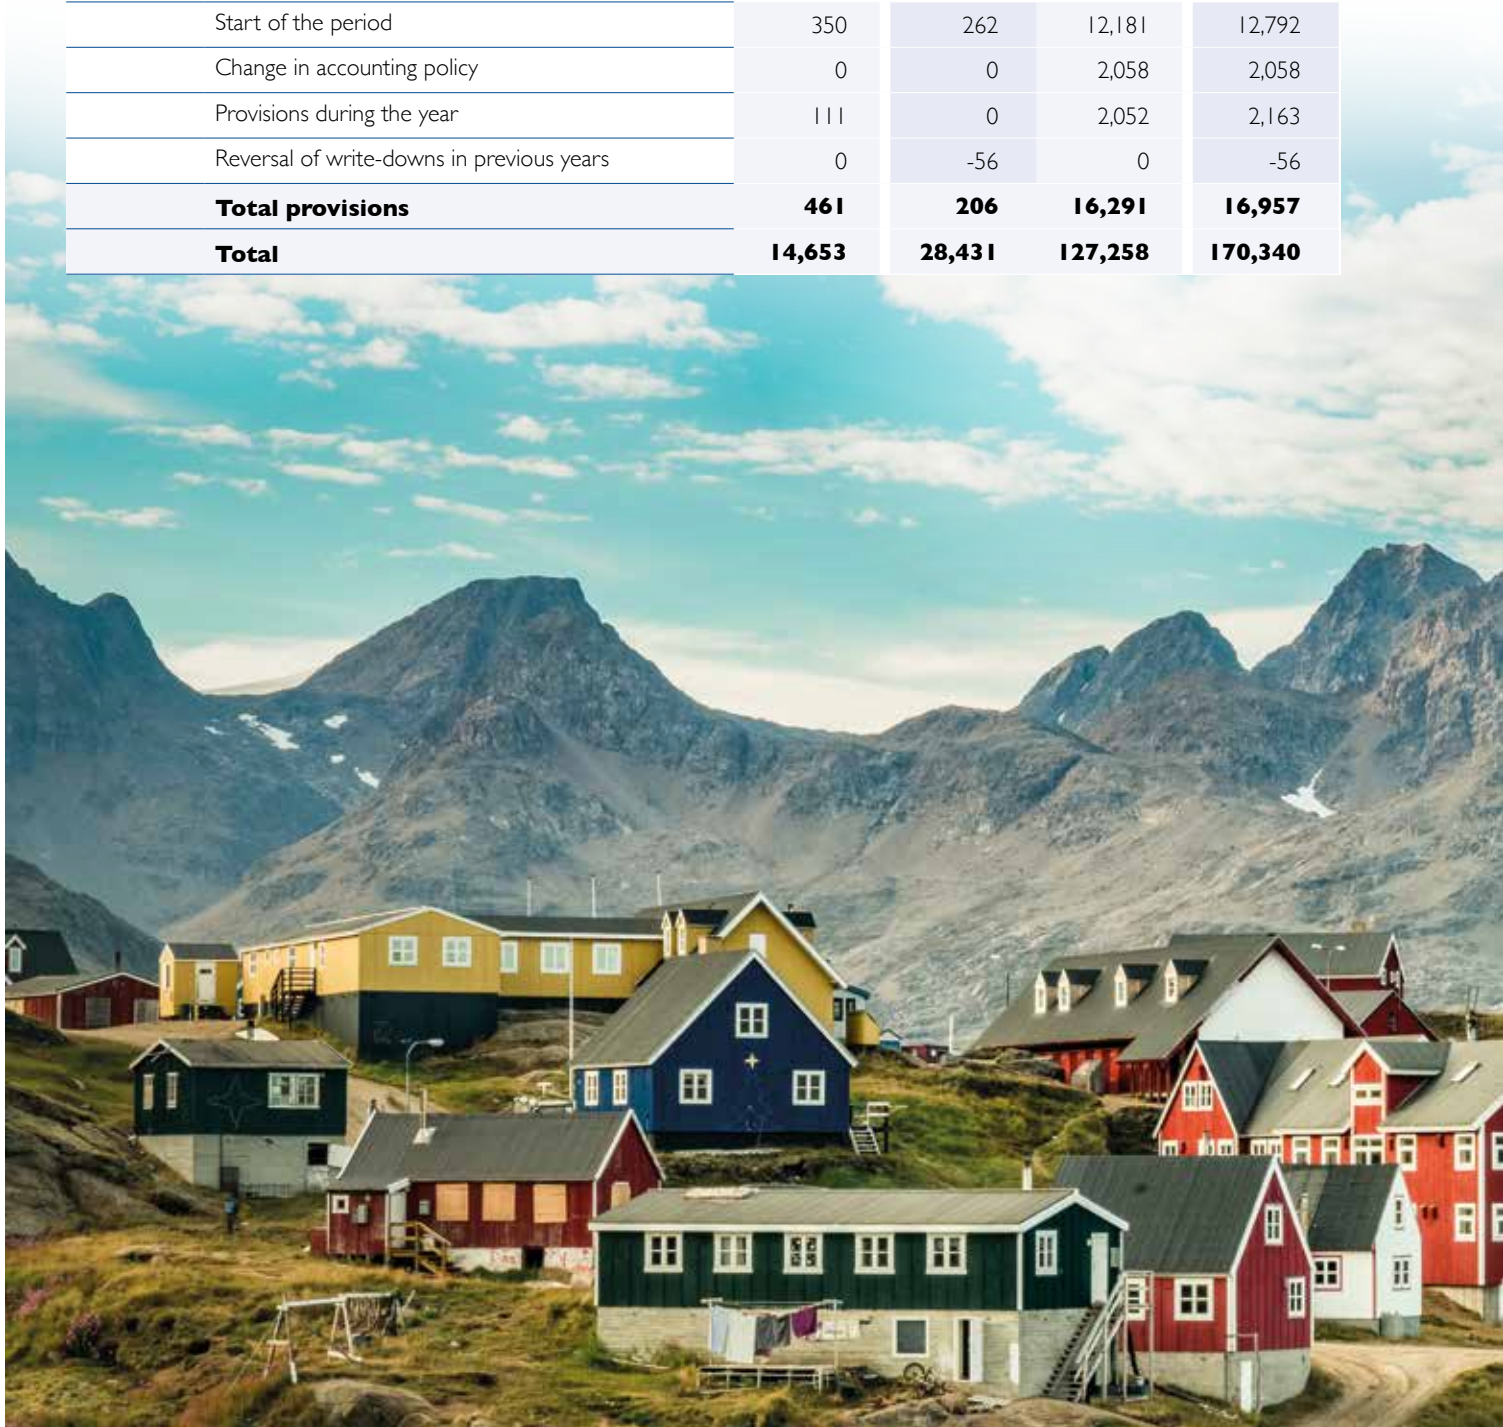 Start of the period 350 262 12,181 12,792
Change in accounting policy 0 0 2,058 2,058
Provisions during the year 111 0 2,052 2,163
Reversal of write-downs in previous years 0 -56 0 -56
Total provisions 461 206 16,291 16,957
Total 14,653 28,431 127,258 170,340